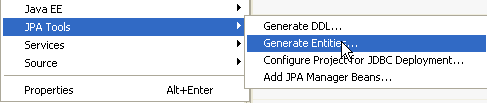 Java EE
JPA Tools
Services
Source
Properties Alt+Enter
Generate DDL...
Generate Entities...
Configure Project for JDBC Deployment...
Add JPA Manager Beans...